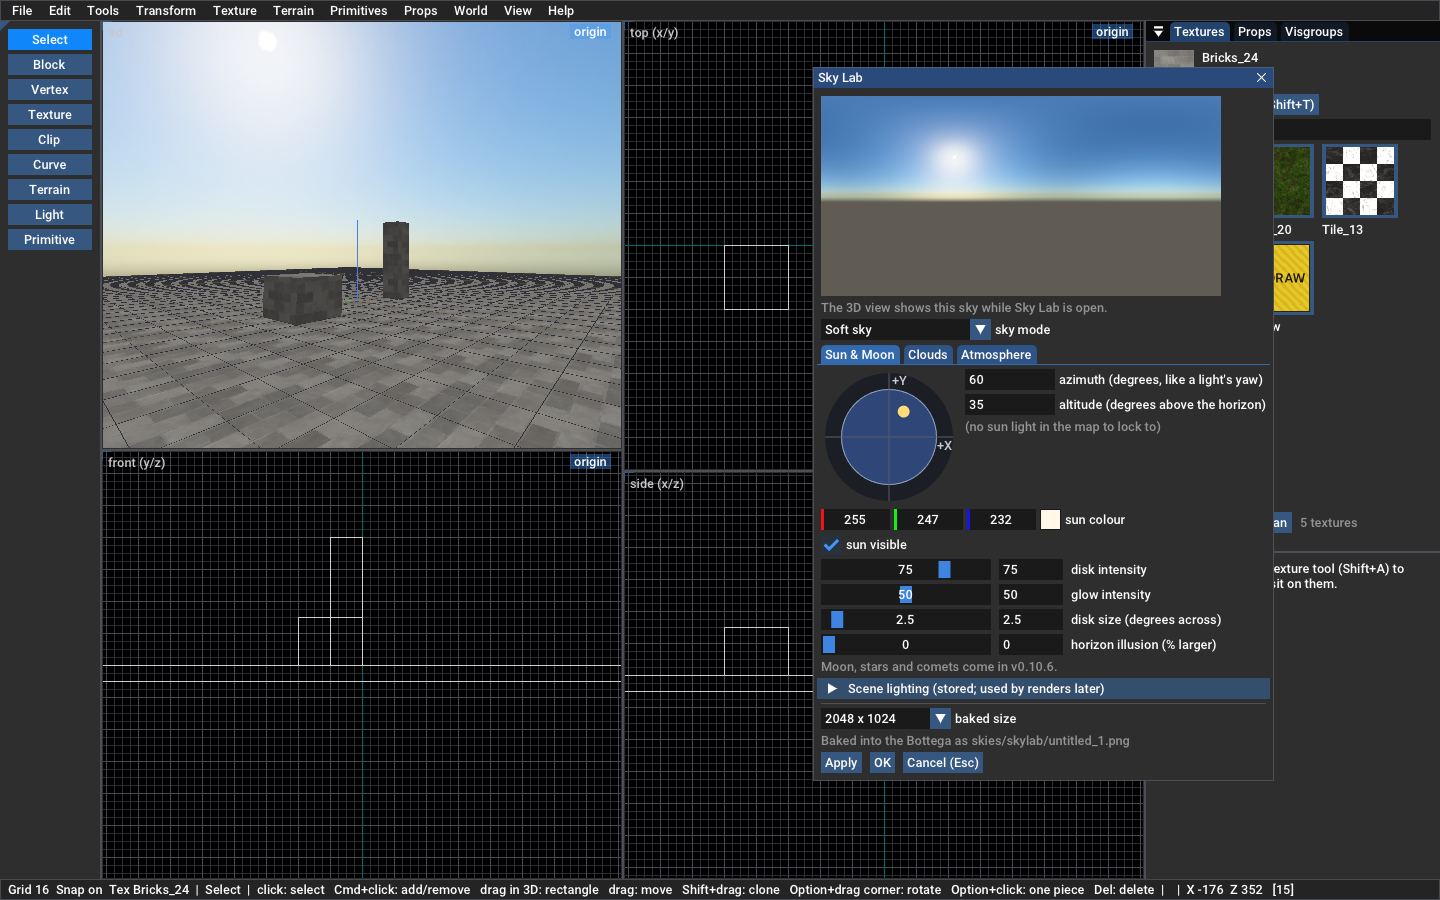 File Edit Tools Transform Texture Terrain Primitives Props World View Help
Select
Block
Vertex
Texture
Clip
Curve
Terrain
Light
Primitive
origin
top (x/y)
origin
front (y/z)
origin
side (x/z)
Textures Props Visgroups
Bricks_24
Shift+T)
_20
Tile_13
RAW
w
an
5 textures
exture tool (Shift+A) to
sit on them.
Sky Lab
The 3D view shows this sky while Sky Lab is open.
Soft sky
sky mode
Sun & Moon Clouds Atmosphere
+Y
+X
60 azimuth (degrees, like a light's yaw)
35 altitude (degrees above the horizon)
(no sun light in the map to lock to)
255 247 232 sun colour
sun visible
75 75 disk intensity
50 50 glow intensity
2.5 2.5 disk size (degrees across)
0 0 horizon illusion (% larger)
Moon, stars and comets come in v0.10.6.
Scene lighting (stored; used by renders later)
2048 x 1024 baked size
Baked into the Bottega as skies/skylab/untitled_1.png
Apply OK Cancel (Esc)
Grid 16 Snap on Tex Bricks_24 | Select | click: select Cmd+click: add/remove drag in 3D: rectangle drag: move Shift+drag: clone Option+drag corner: rotate Option+click: one piece Del: delete | | X -176 Z 352 [15]